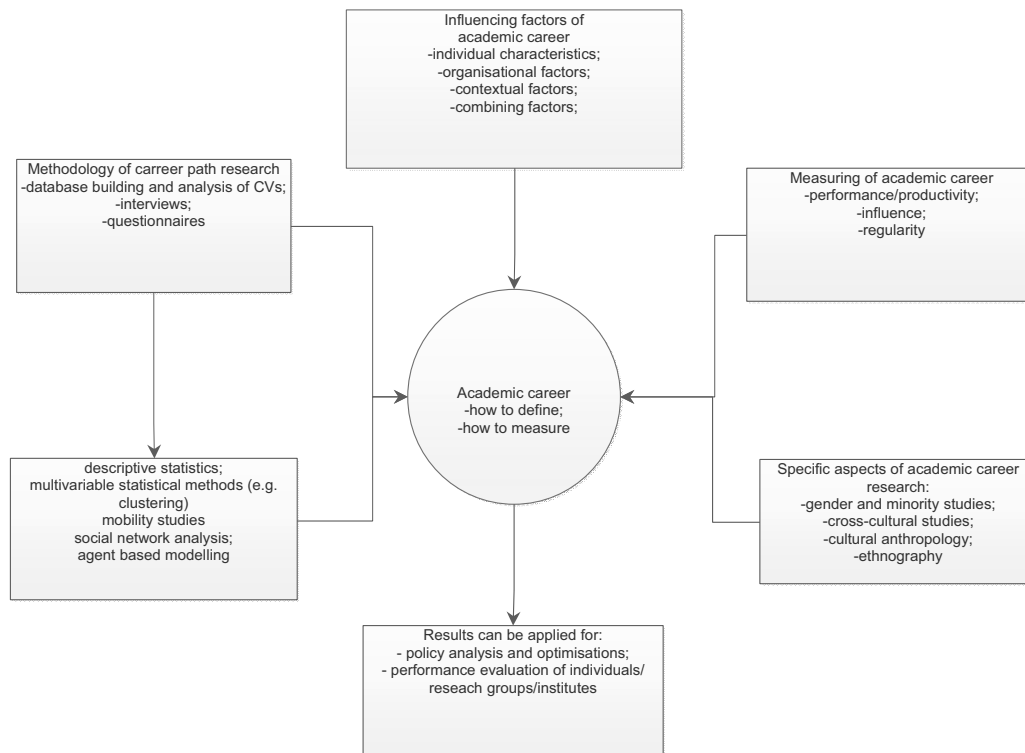 Influencing factors of
academic career
-individual characteristics;
-organisational factors;
-contextual factors;
-combining factors;
Methodology of carreer path research
-database building and analysis of CVs;
-interviews;
-questionnaires
Measuring of academic career
-performance/productivity;
-influence;
-regularity
Academic career
-how to define;
-how to measure
descriptive statistics;
multivariable statistical methods (e.g.
clustering)
mobility studies
social network analysis;
agent based modelling
Specific aspects of academic career
research:
-gender and minority studies;
-cross-cultural studies;
-cultural anthropology;
-ethnography
Results can be applied for:
- policy analysis and optimisations;
- performance evaluation of individuals/
reseach groups/institutes